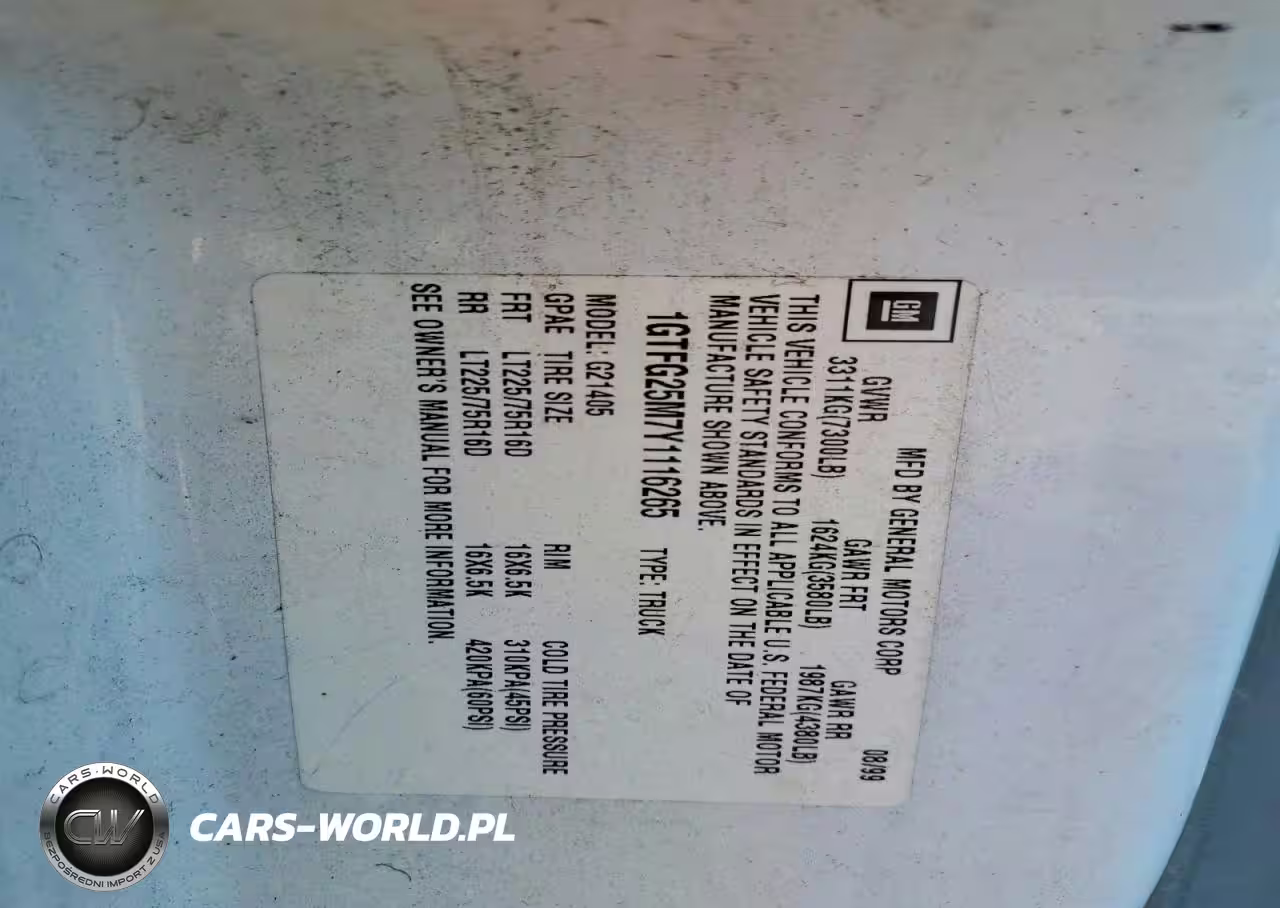 GM
MFD BY GENERAL MOTORS CORP 08/99
GVWR GAWR FRT GAWR RR
3311KG(7300LB) 1624KG(3580LB) 1987KG(4380LB)
THIS VEHICLE CONFORMS TO ALL APPLICABLE U.S. FEDERAL MOTOR
VEHICLE SAFETY STANDARDS IN EFFECT ON THE DATE OF
MANUFACTURE SHOWN ABOVE.
1GTFG25M7Y1116265 TYPE: TRUCK
MODEL: G21405
GPAE TIRE SIZE RIM COLD TIRE PRESSURE
FRT LT225/75R16D 16X6.5K 310KPA(45PSI)
RR LT225/75R16D 16X6.5K 420KPA(60PSI)
SEE OWNER'S MANUAL FOR MORE INFORMATION.
CARS-WORLD
CW
BEZPOŚREDNI IMPORT Z USA
CARS-WORLD.PL